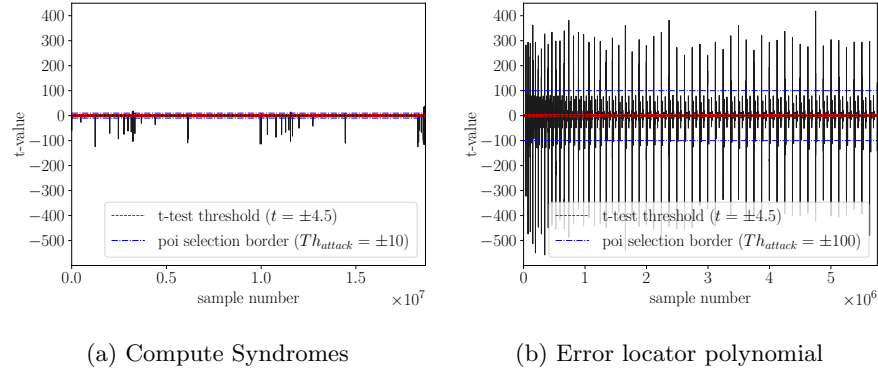 400
300
200
100
0
−100
−200
−300
−400
−500
t-value
t-test threshold (t = ±4.5)
poi selection border (Th_attack = ±10)
0.0 0.5 1.0 1.5
sample number ×10^7
(a) Compute Syndromes
400
300
200
100
0
−100
−200
−300
−400
−500
t-value
t-test threshold (t = ±4.5)
poi selection border (Th_attack = ±100)
0 1 2 3 4 5
sample number ×10^6
(b) Error locator polynomial